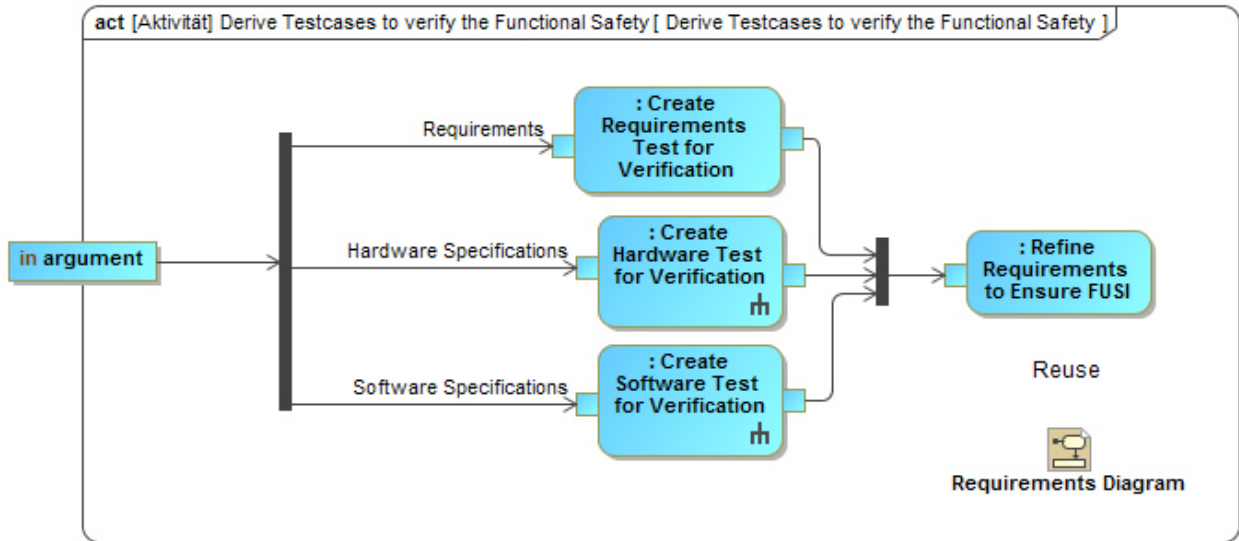 act [Aktivität] Derive Testcases to verify the Functional Safety [ Derive Testcases to verify the Functional Safety ]
in argument
Requirements
: Create
Requirements
Test for
Verification
Hardware Specifications
: Create
Hardware Test
for Verification
Software Specifications
: Create
Software Test
for Verification
: Refine
Requirements
to Ensure FUSI
Reuse
Requirements Diagram